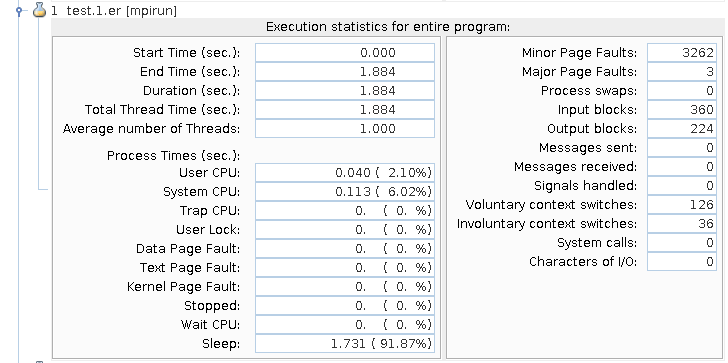 1 test.1.er [mpirun]
Execution statistics for entire program:
Start Time (sec.): 0.000
End Time (sec.): 1.884
Duration (sec.): 1.884
Total Thread Time (sec.): 1.884
Average number of Threads: 1.000
Process Times (sec.):
User CPU: 0.040 ( 2.10%)
System CPU: 0.113 ( 6.02%)
Trap CPU: 0. ( 0. %)
User Lock: 0. ( 0. %)
Data Page Fault: 0. ( 0. %)
Text Page Fault: 0. ( 0. %)
Kernel Page Fault: 0. ( 0. %)
Stopped: 0. ( 0. %)
Wait CPU: 0. ( 0. %)
Sleep: 1.731 ( 91.87%)
Minor Page Faults: 3262
Major Page Faults: 3
Process swaps: 0
Input blocks: 360
Output blocks: 224
Messages sent: 0
Messages received: 0
Signals handled: 0
Voluntary context switches: 126
Involuntary context switches: 36
System calls: 0
Characters of I/O: 0